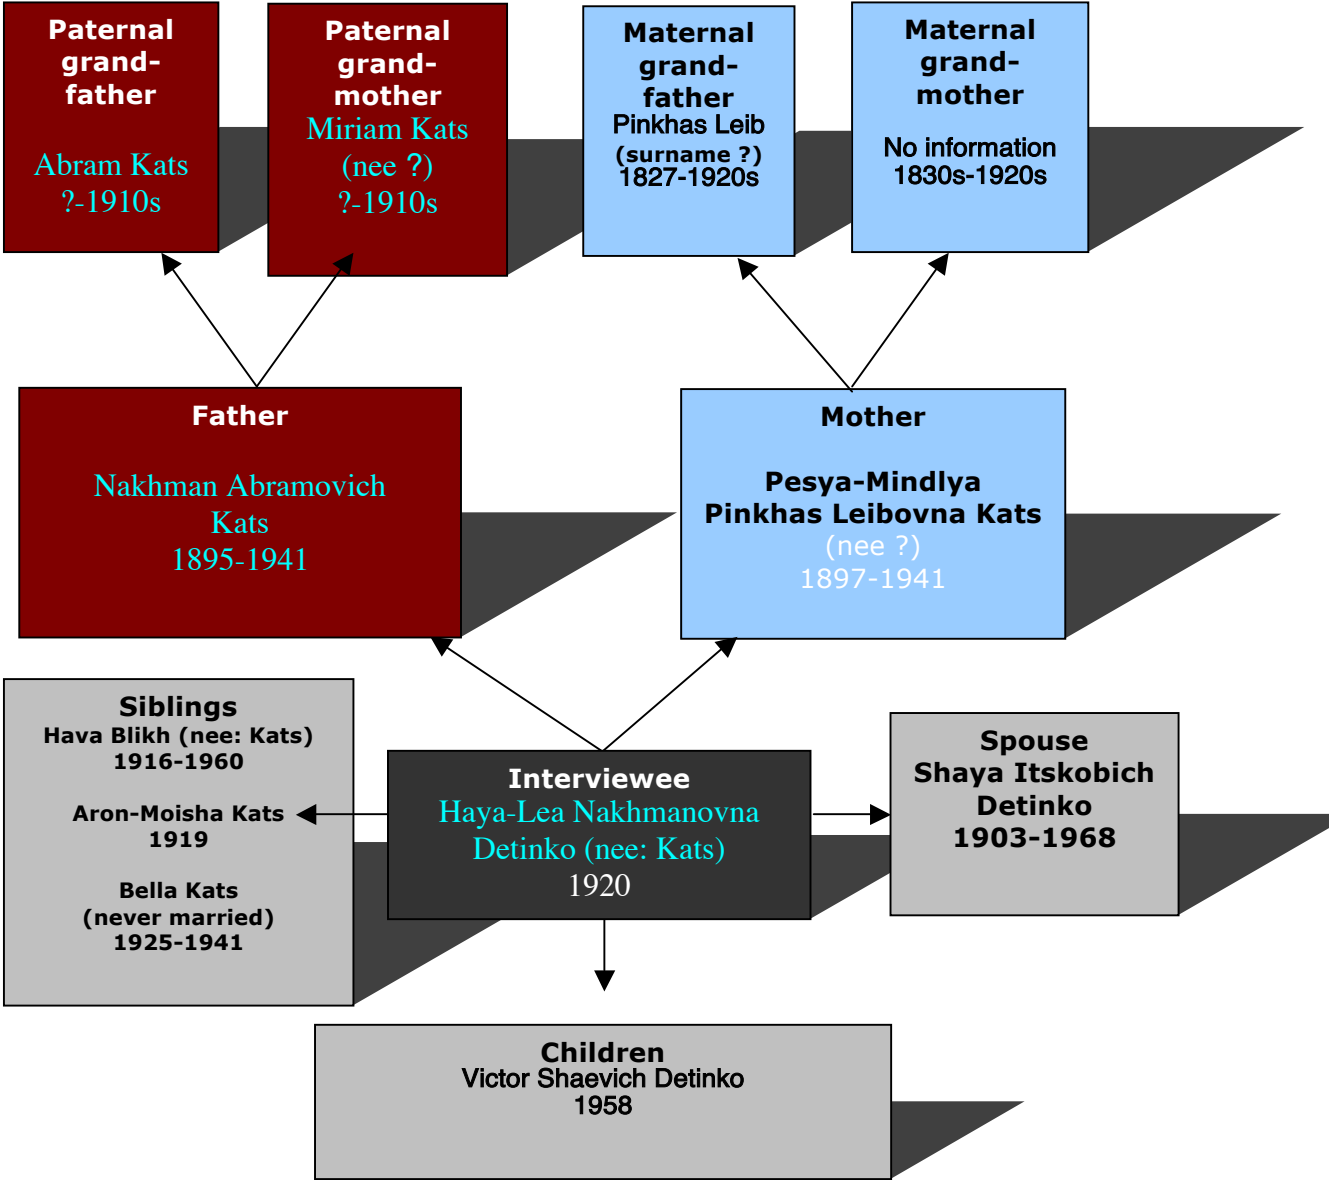 Paternal
grand-
father
Abram Kats
?-1910s
Paternal
grand-
mother
Miriam Kats
(nee ?)
?-1910s
Maternal
grand-
father
Pinkhas Leib
(surname ?)
1827-1920s
Maternal
grand-
mother
No information
1830s-1920s
Father
Nakhman Abramovich
Kats
1895-1941
Mother
Pesya-Mindlya
Pinkhas Leibovna Kats
(nee ?)
1897-1941
Siblings
Hava Blikh (nee: Kats)
1916-1960
Aron-Moisha Kats
1919
Bella Kats
(never married)
1925-1941
Interviewee
Haya-Lea Nakhmanovna
Detinko (nee: Kats)
1920
Spouse
Shaya Itskobich
Detinko
1903-1968
Children
Victor Shaevich Detinko
1958